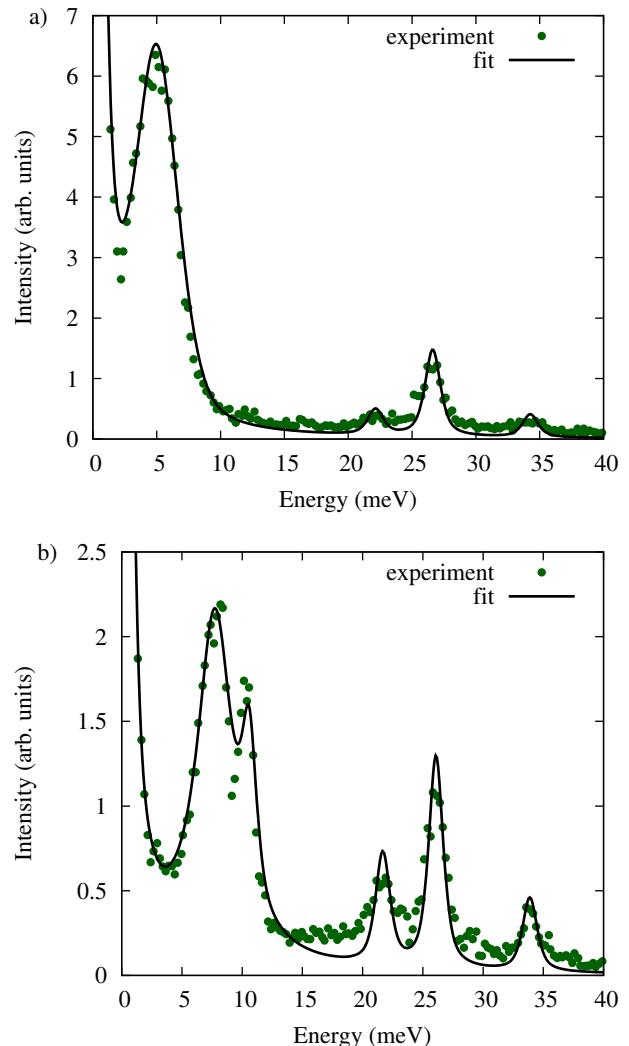 a)
7
6
5
4
3
2
1
0
Intensity (arb. units)
experiment
fit
0 5 10 15 20 25 30 35 40
Energy (meV)
b)
2.5
2
1.5
1
0.5
0
Intensity (arb. units)
experiment
fit
0 5 10 15 20 25 30 35 40
Energy (meV)